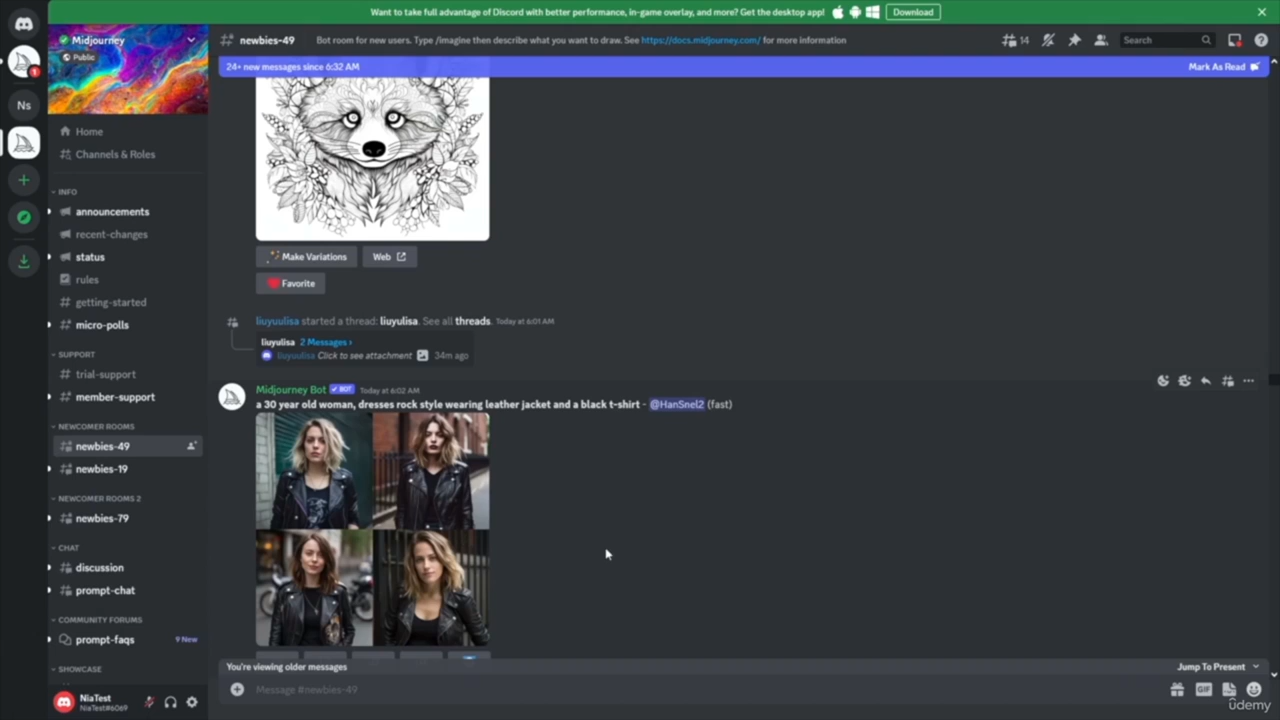 Want to take full advantage of Discord with better performance, in-game overlay, and more? Get the desktop app!
Download
Midjourney
Public
newbies-49
Bot room for new users. Type /imagine then describe what you want to draw. See https://docs.midjourney.com/ for more information
14
Search
24+ new messages since 6:32 AM
Mark As Read
1
Ns
Home
Channels & Roles
INFO
announcements
recent-changes
status
rules
getting-started
micro-polls
SUPPORT
trial-support
member-support
NEWCOMER ROOMS
newbies-49
newbies-19
NEWCOMER ROOMS 2
newbies-79
CHAT
discussion
prompt-chat
COMMUNITY FORUMS
prompt-faqs
9 New
SHOWCASE
NiaTest
Make Variations
Web
Favorite
liuyuulisa started a thread: liuyulisa. See all threads. Today at 6:01 AM
liuyulisa 2 Messages ›
liuyuulisa Click to see attachment 34m ago
Midjourney Bot BOT Today at 6:02 AM
a 30 year old woman, dresses rock style wearing leather jacket and a black t-shirt - @HanSnel2 (fast)
You're viewing older messages
Jump To Present
Message #newbies-49
GIF
ûdemy